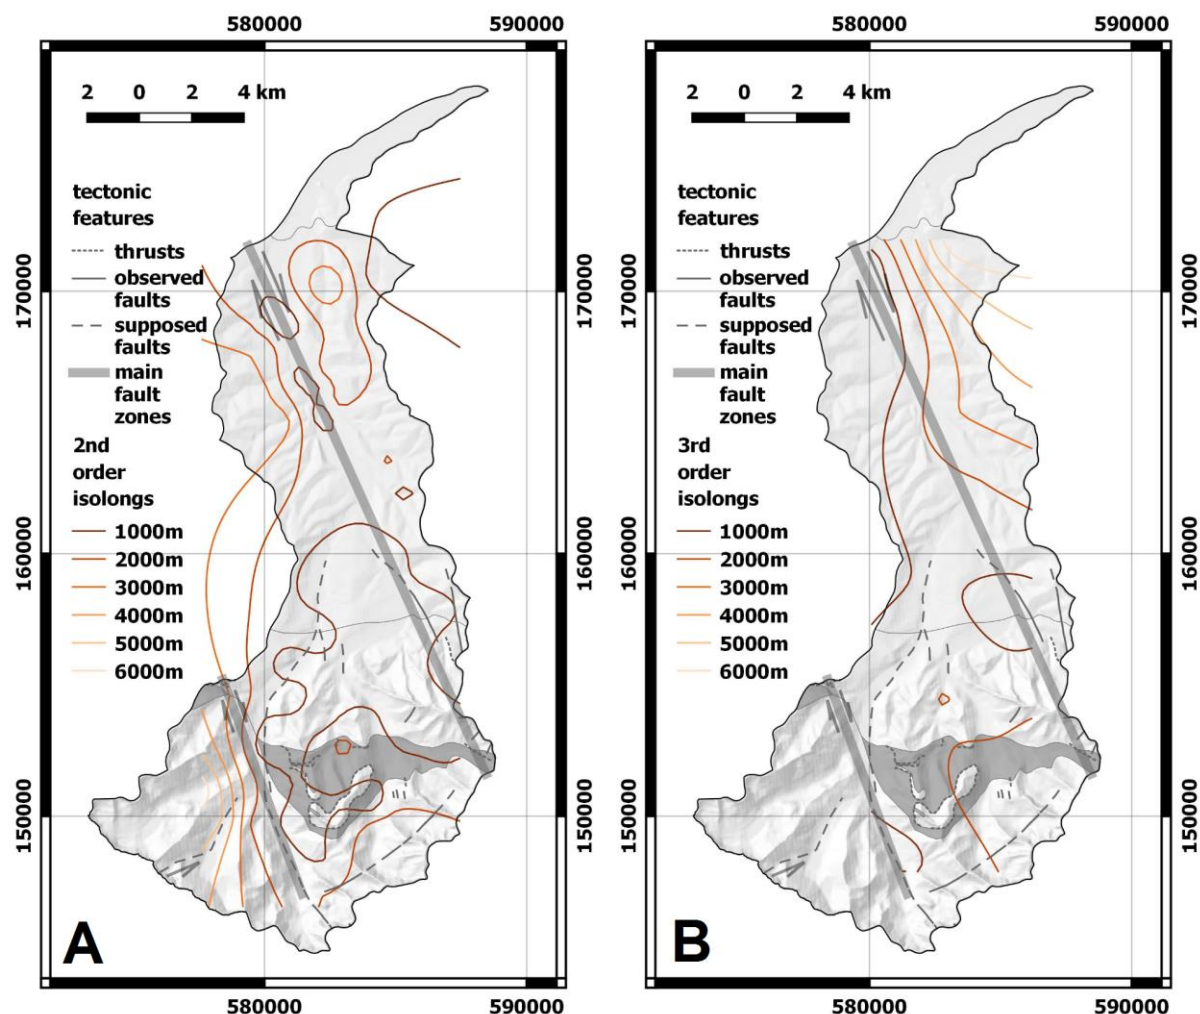 580000 590000
2 0 2 4 km
tectonic
features
thrusts
observed
faults
supposed
faults
main
fault
zones
2nd
order
isolongs
1000m
2000m
3000m
4000m
5000m
6000m
170000
160000
150000
170000
160000
150000
A
580000 590000
580000 590000
2 0 2 4 km
tectonic
features
thrusts
observed
faults
supposed
faults
main
fault
zones
3rd
order
isolongs
1000m
2000m
3000m
4000m
5000m
6000m
170000
160000
150000
170000
160000
150000
B
580000 590000